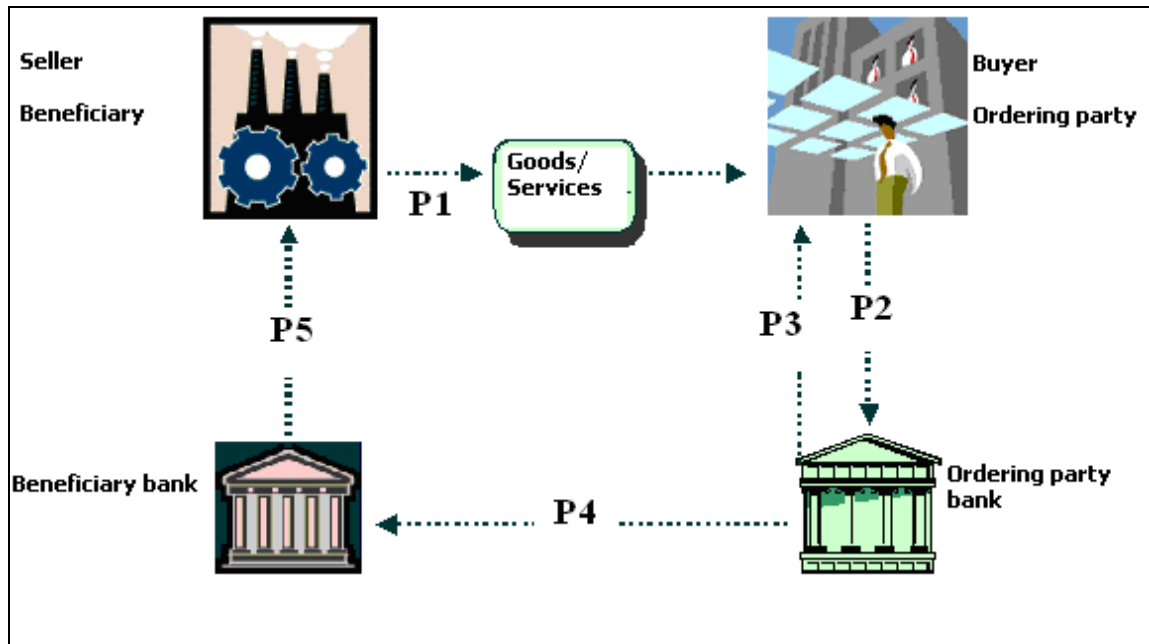 Seller
Beneficiary
P1
Goods/
Services
Buyer
Ordering party
P5
P3
P2
Beneficiary bank
P4
Ordering party
bank